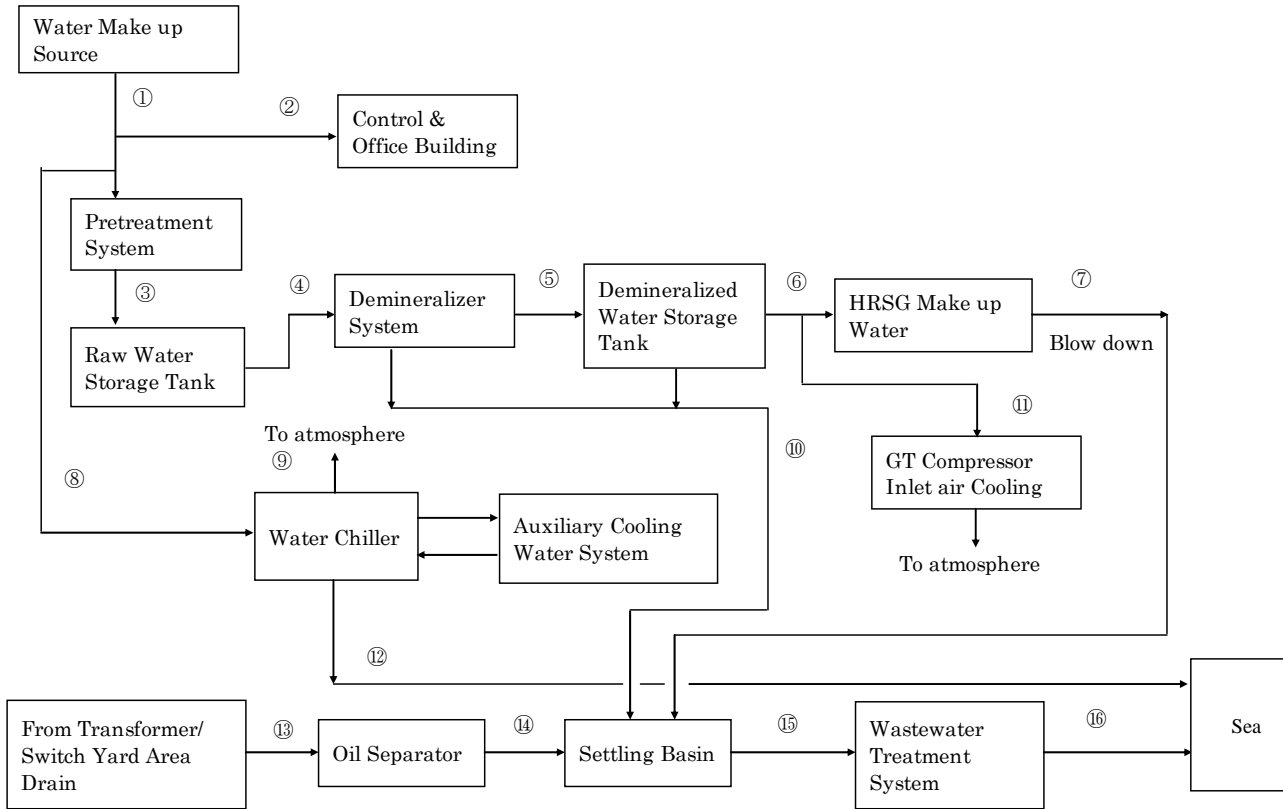 Water Make up
Source
①
②
Control &
Office Building
Pretreatment
System
③
④
Demineralizer
System
⑤
Demineralized
Water Storage
Tank
⑥
HRSG Make up
Water
⑦
Blow down
Raw Water
Storage Tank
To atmosphere
⑧
⑨
⑩
⑪
GT Compressor
Inlet air Cooling
Water Chiller
Auxiliary Cooling
Water System
To atmosphere
⑫
From Transformer/
Switch Yard Area
Drain
⑬
Oil Separator
⑭
Settling Basin
⑮
Wastewater
Treatment
System
⑯
Sea